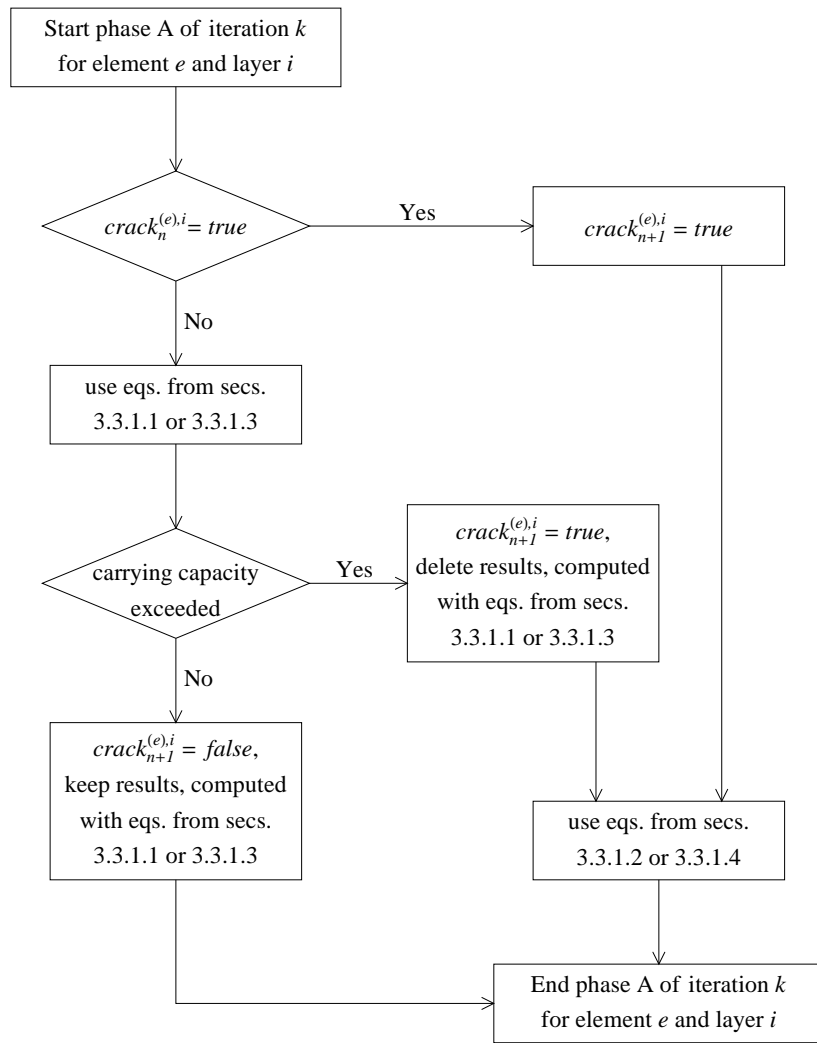 Start phase A of iteration k
for element e and layer i
crack_n^{(e),i} = true
Yes
crack_{n+1}^{(e),i} = true
No
use eqs. from secs.
3.3.1.1 or 3.3.1.3
carrying capacity
exceeded
Yes
crack_{n+1}^{(e),i} = true,
delete results, computed
with eqs. from secs.
3.3.1.1 or 3.3.1.3
No
crack_{n+1}^{(e),i} = false,
keep results, computed
with eqs. from secs.
3.3.1.1 or 3.3.1.3
use eqs. from secs.
3.3.1.2 or 3.3.1.4
End phase A of iteration k
for element e and layer i